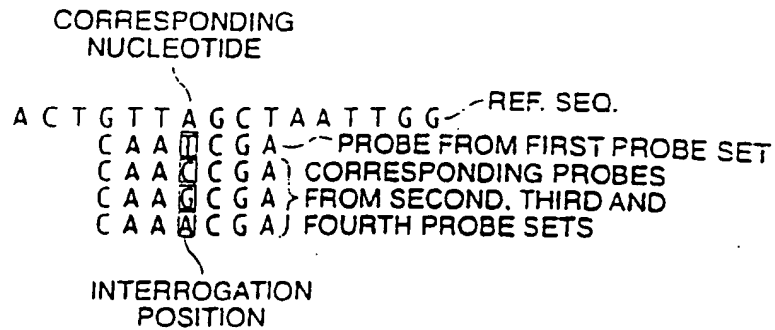 CORRESPONDING
NUCLEOTIDE
A C T G T T A G C T A A T T G G REF. SEQ.
C A A T C G A PROBE FROM FIRST PROBE SET
C A A C C G A CORRESPONDING PROBES
C A A G C G A FROM SECOND, THIRD AND
C A A A C G A FOURTH PROBE SETS
INTERROGATION
POSITION